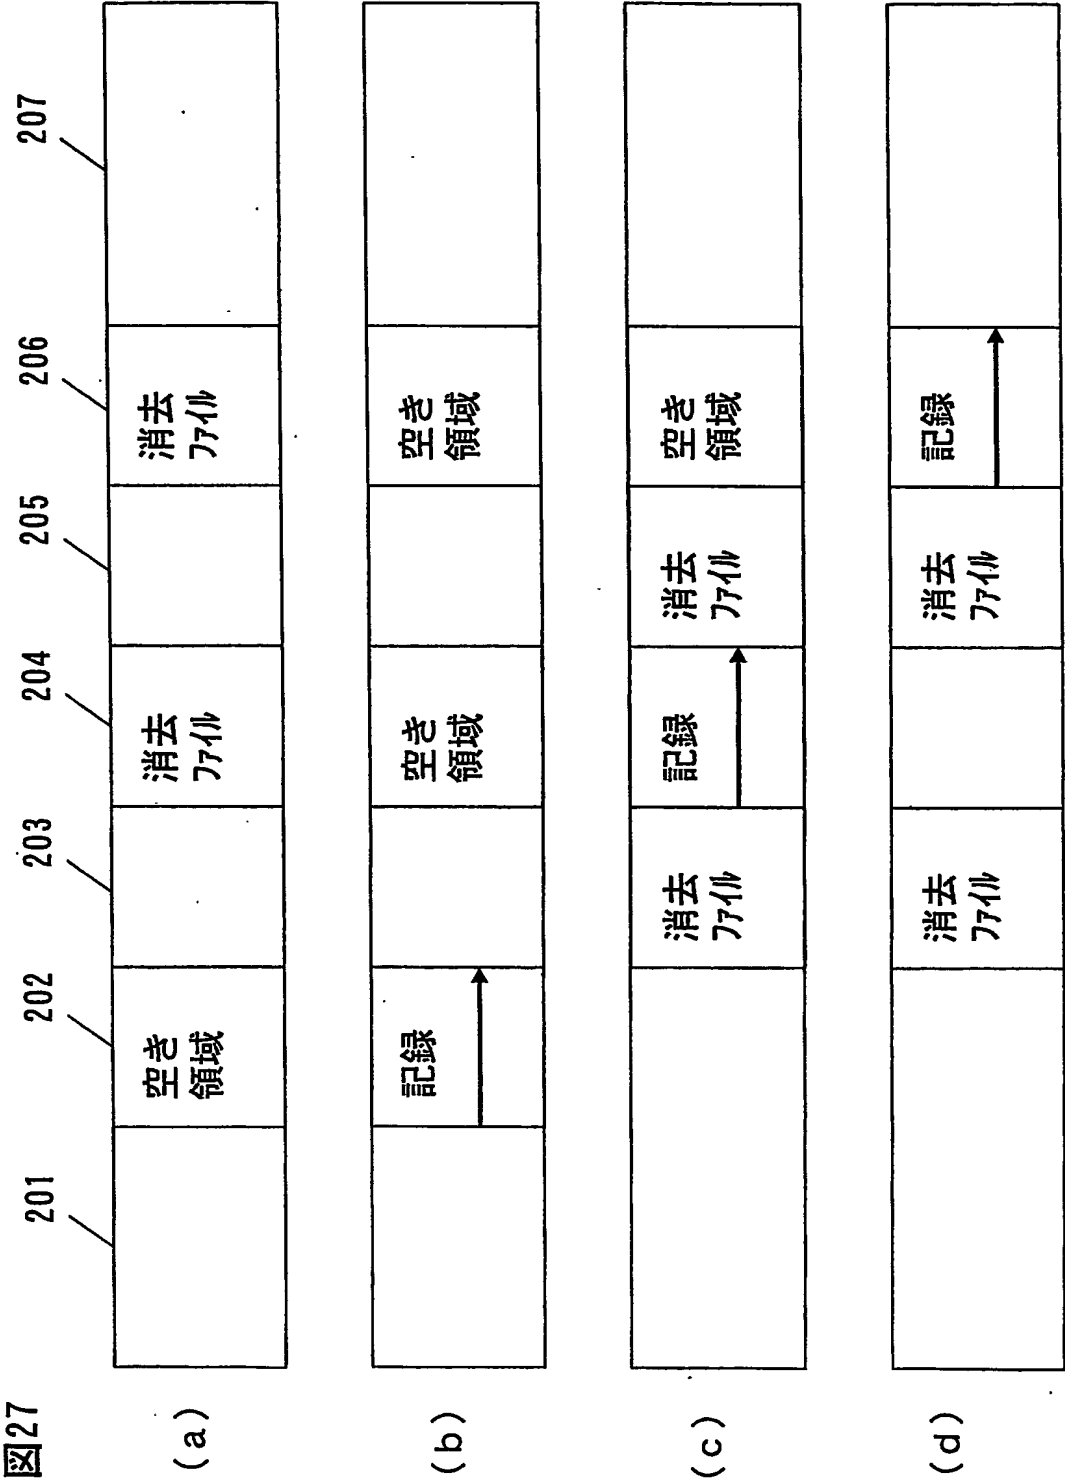 図27
201
202
203
204
205
206
207
(a)
空き
領域
消去
ファイル
消去
ファイル
(b)
記録
空き
領域
空き
領域
(c)
消去
ファイル
記録
消去
ファイル
空き
領域
(d)
消去
ファイル
消去
ファイル
記録